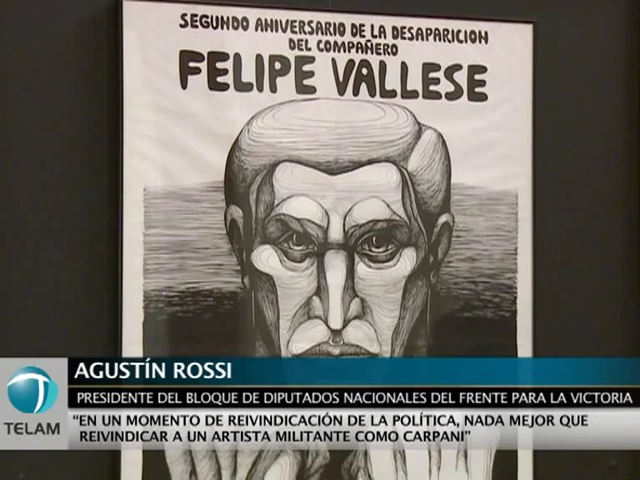 SEGUNDO ANIVERSARIO DE LA DESAPARICION
DEL COMPAÑERO
FELIPE VALLESE
AGUSTÍN ROSSI
PRESIDENTE DEL BLOQUE DE DIPUTADOS NACIONALES DEL FRENTE PARA LA VICTORIA
TELAM
“EN UN MOMENTO DE REIVINDICACIÓN DE LA POLÍTICA, NADA MEJOR QUE
REIVINDICAR A UN ARTISTA MILITANTE COMO CARPANI”